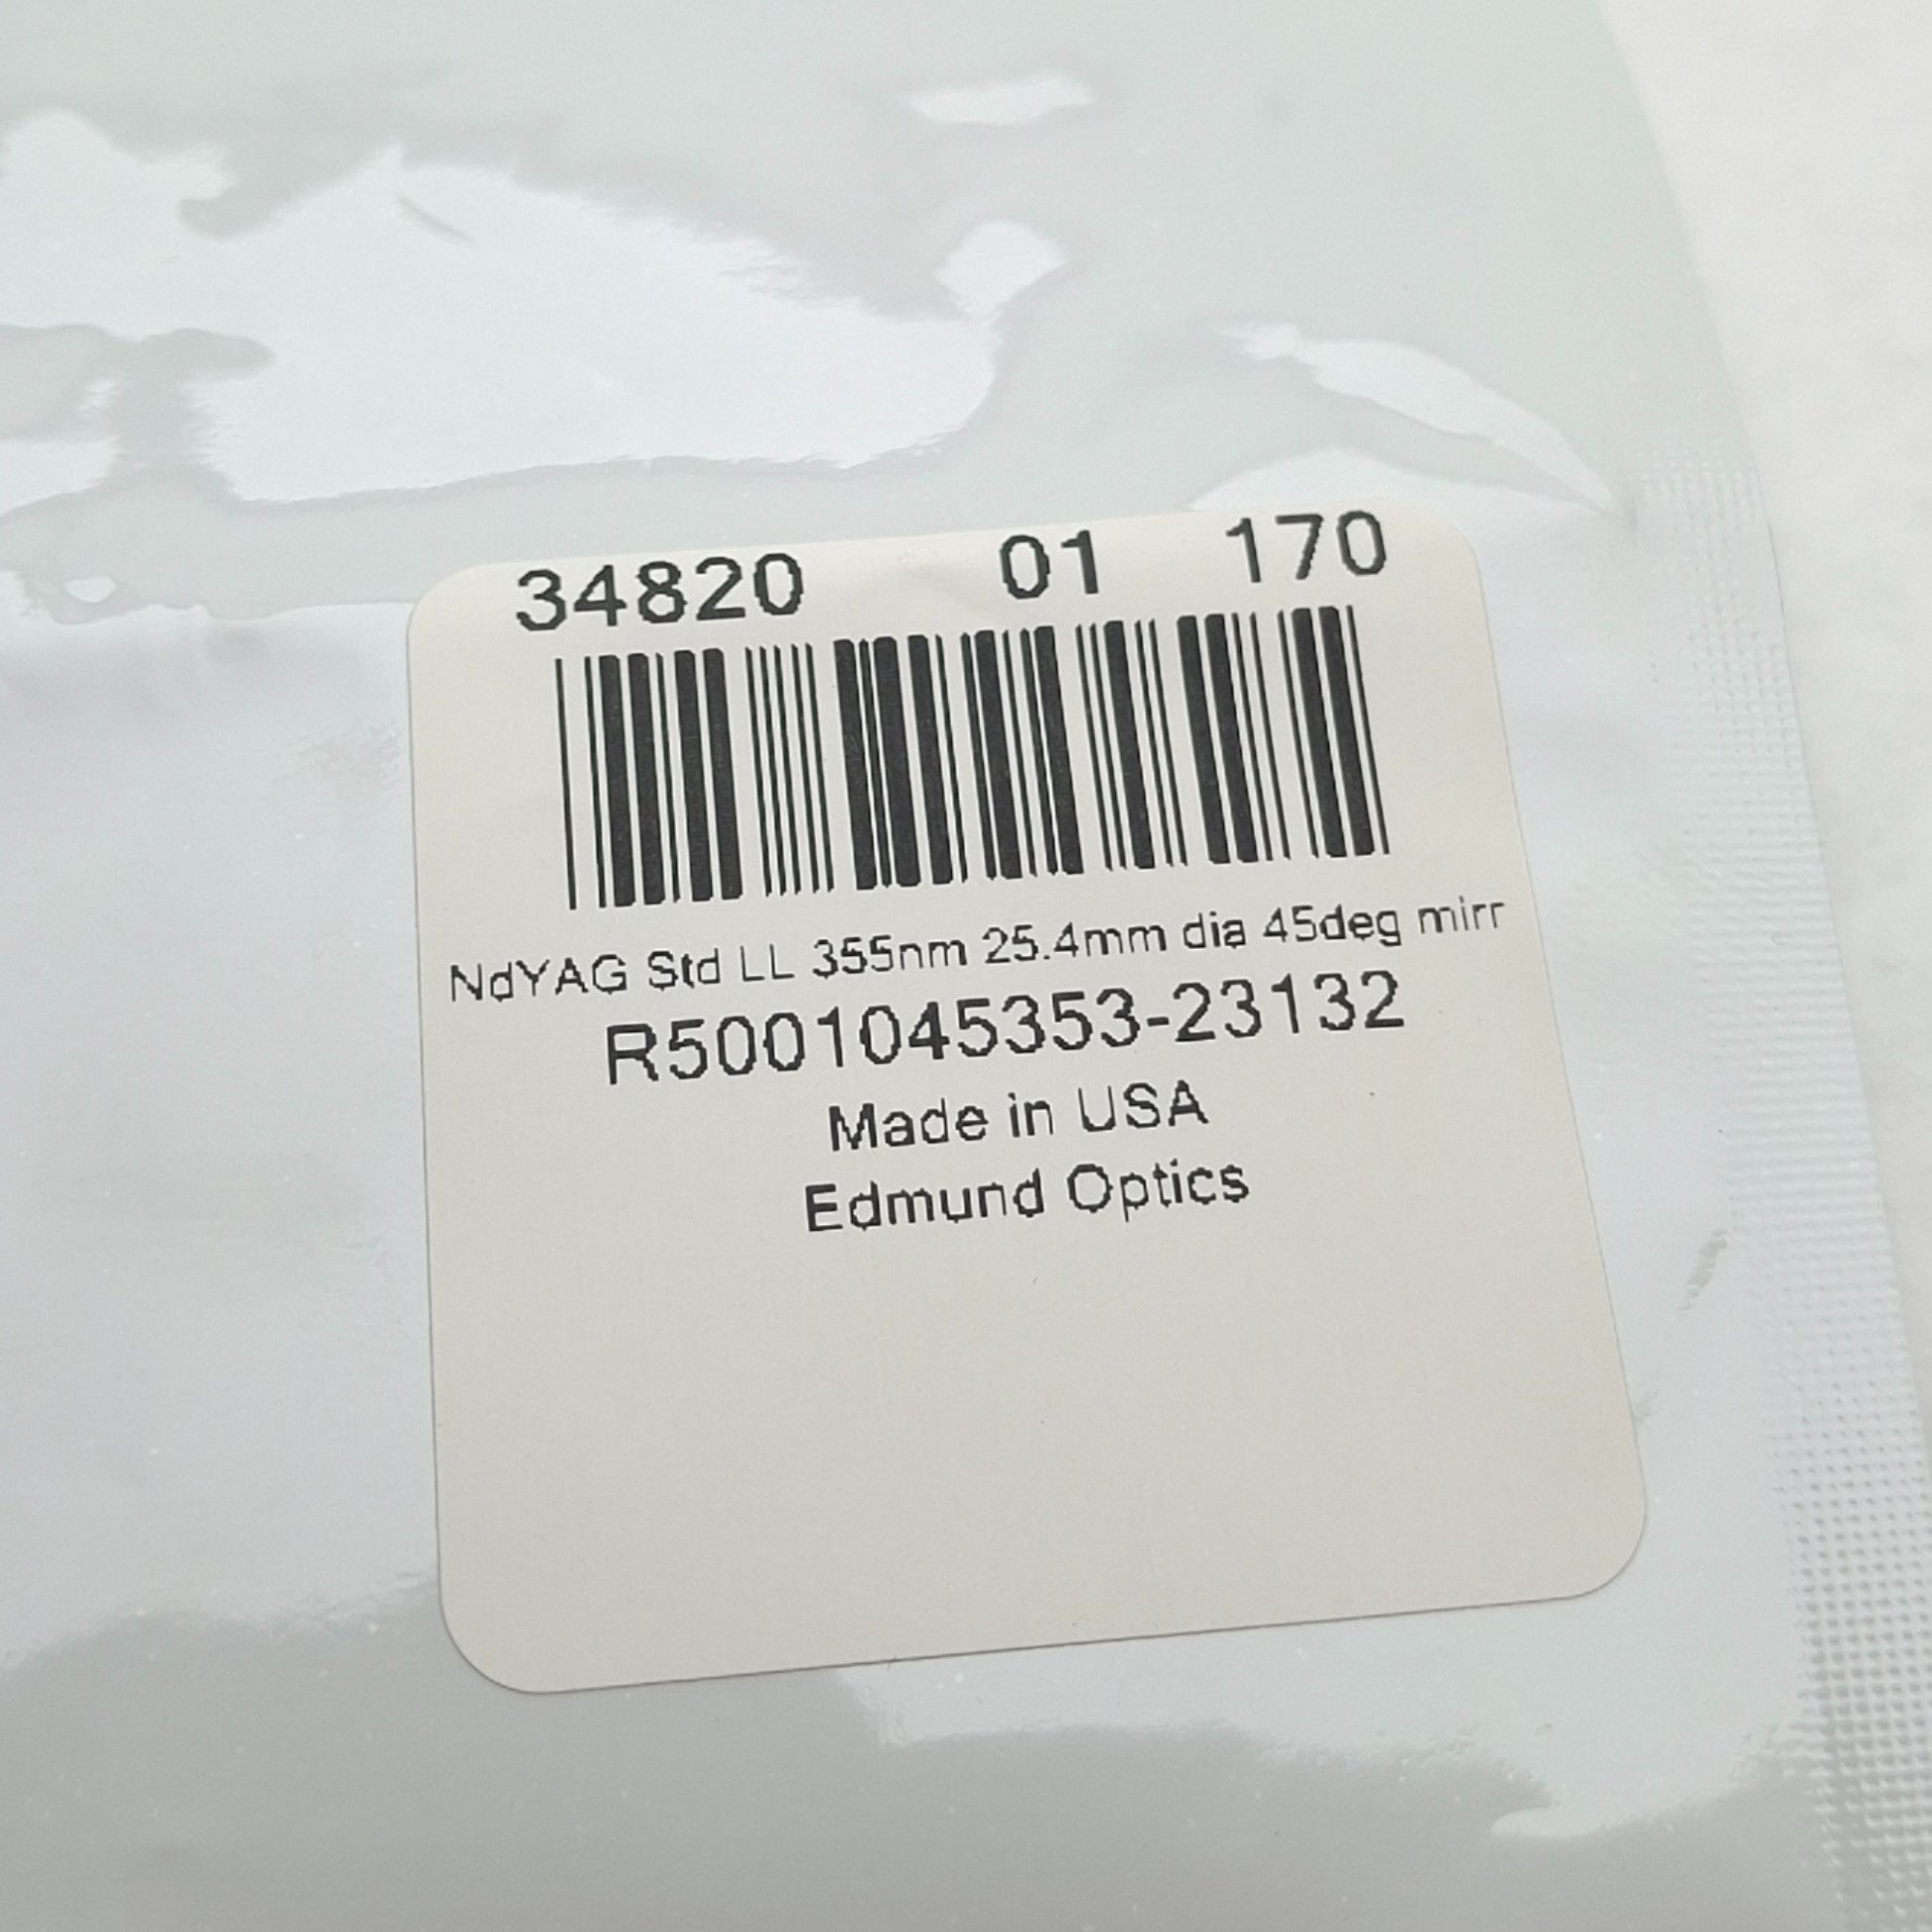 34820 01 170
NdYAG Std LL 355nm 25.4mm dia 45deg mirr
R5001045353-23132
Made in USA
Edmund Optics